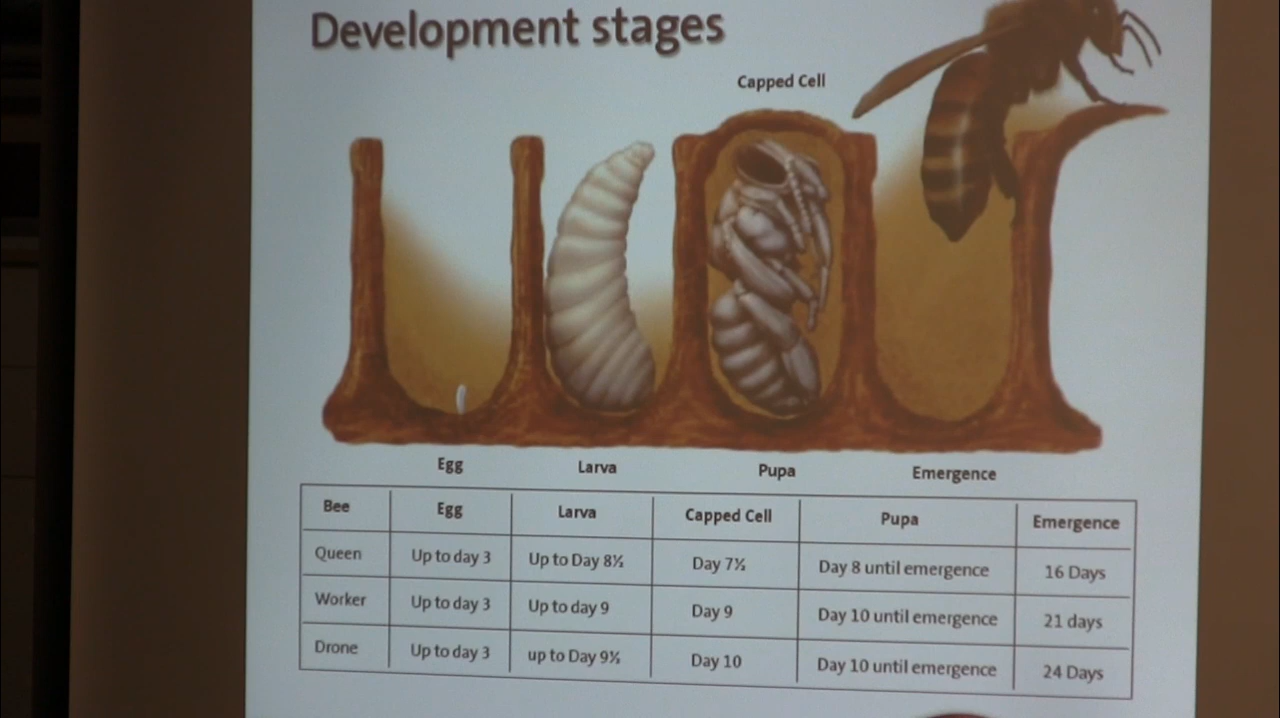 Development stages
Capped Cell
Egg Larva Pupa Emergence
Bee Egg Larva Capped Cell Pupa Emergence
Queen Up to day 3 Up to Day 8½ Day 7½ Day 8 until emergence 16 Days
Worker Up to day 3 Up to day 9 Day 9 Day 10 until emergence 21 days
Drone Up to day 3 up to Day 9½ Day 10 Day 10 until emergence 24 Days